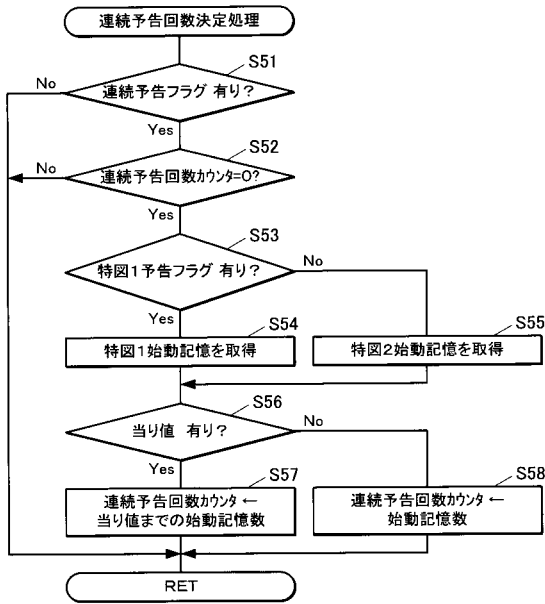 連続予告回数決定処理
S51
No
連続予告フラグ 有り？
Yes
S52
No
連続予告回数カウンタ=0?
Yes
S53
特図1予告フラグ 有り？
No
Yes
S54
S55
特図1始動記憶を取得
特図2始動記憶を取得
S56
当り値 有り？
No
Yes
S57
S58
連続予告回数カウンタ ←
当り値までの始動記憶数
連続予告回数カウンタ ←
始動記憶数
RET